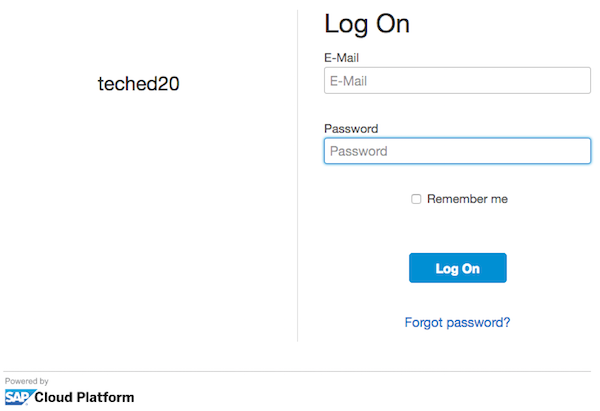 teched20
Log On
E-Mail
E-Mail
Password
Password
Remember me
Log On
Forgot password?
Powered by
SAP Cloud Platform